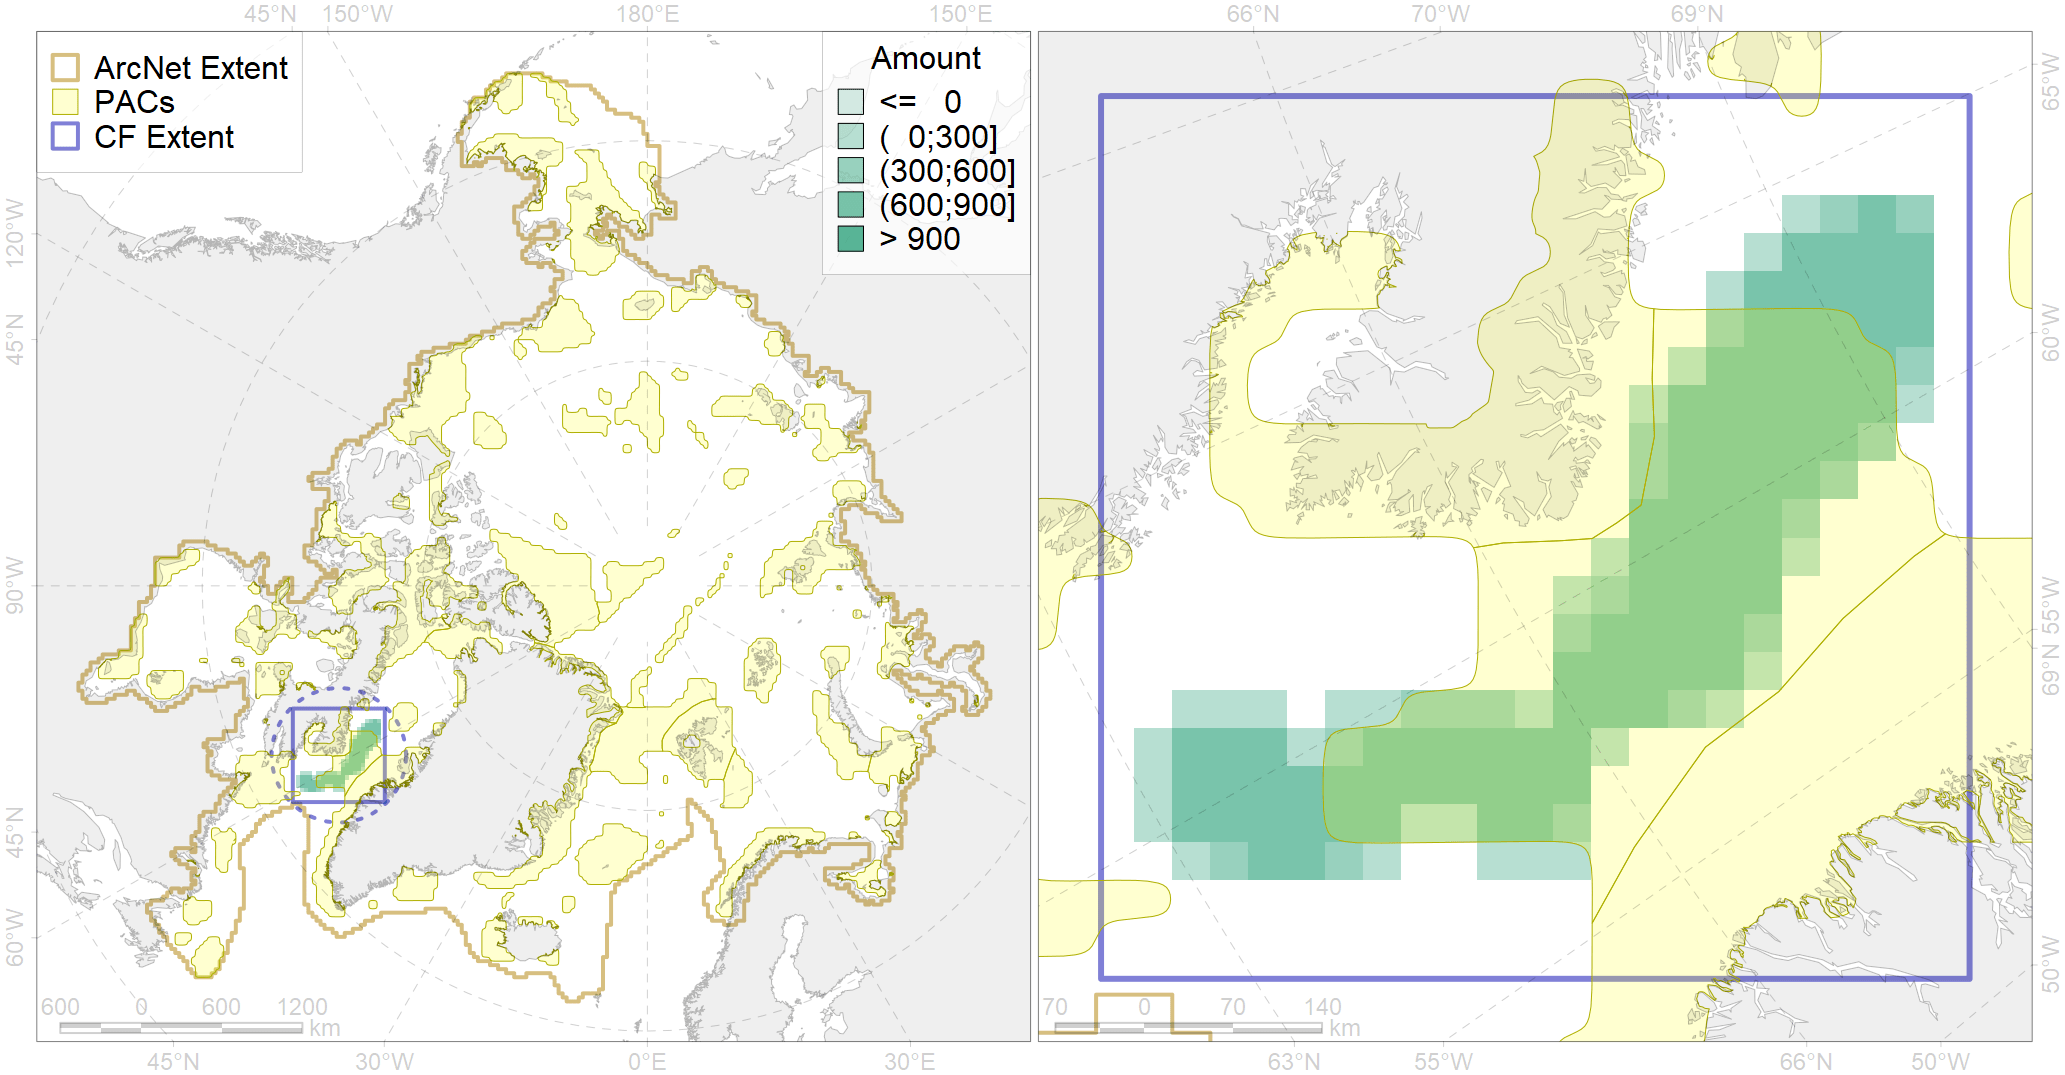 45°N 150°W 180°E 150°E 66°N 70°W 69°N
ArcNet Extent
PACs
CF Extent
Amount
<= 0
( 0;300]
(300;600]
(600;900]
> 900
120°W
45°N
90°W
45°N
60°W
65°W
60°W
55°W
69°N
50°W
600 0 600 1200
km
70 0 70 140
km
45°N 30°W 0°E 30°E 63°N 55°W 66°N 50°W